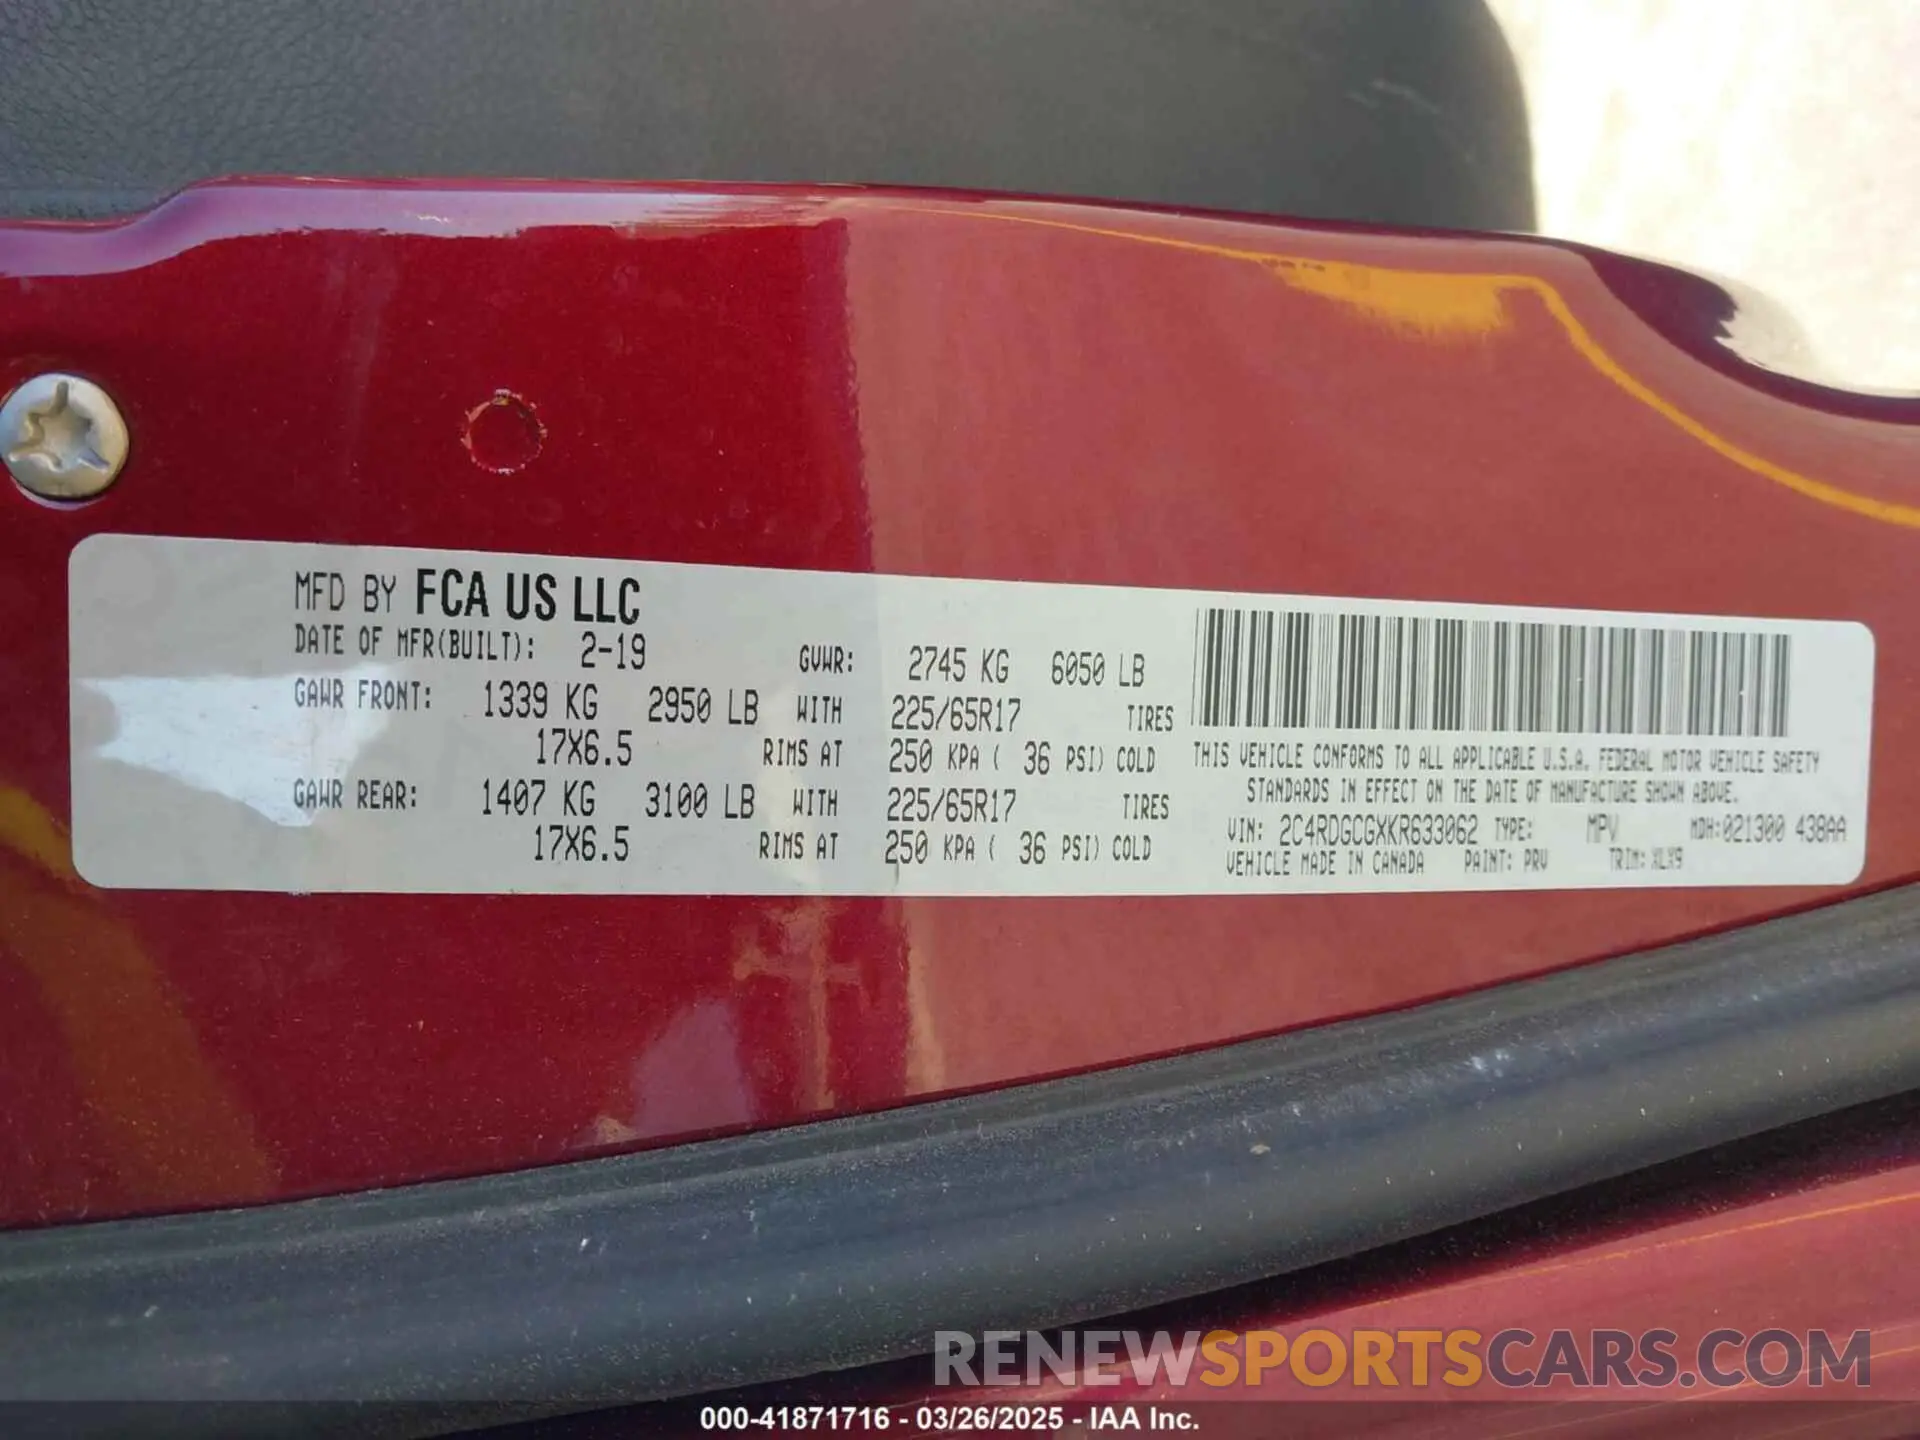 MFD BY FCA US LLC
DATE OF MFR(BUILT): 2-19 GVWR: 2745 KG 6050 LB
GAWR FRONT: 1339 KG 2950 LB WITH 225/65R17 TIRES
17X6.5 RIMS AT 250 KPA ( 36 PSI) COLD
GAWR REAR: 1407 KG 3100 LB WITH 225/65R17 TIRES
17X6.5 RIMS AT 250 KPA ( 36 PSI) COLD
THIS VEHICLE CONFORMS TO ALL APPLICABLE U.S.A. FEDERAL MOTOR VEHICLE SAFETY
STANDARDS IN EFFECT ON THE DATE OF MANUFACTURE SHOWN ABOVE.
VIN: 2C4RDGCGXKR633062 TYPE: MPV MDH:021300 438AA
VEHICLE MADE IN CANADA PAINT: PRV TRIM: XLX9
RENEWSPORTSCARS.COM
000-41871716 - 03/26/2025 - IAA Inc.